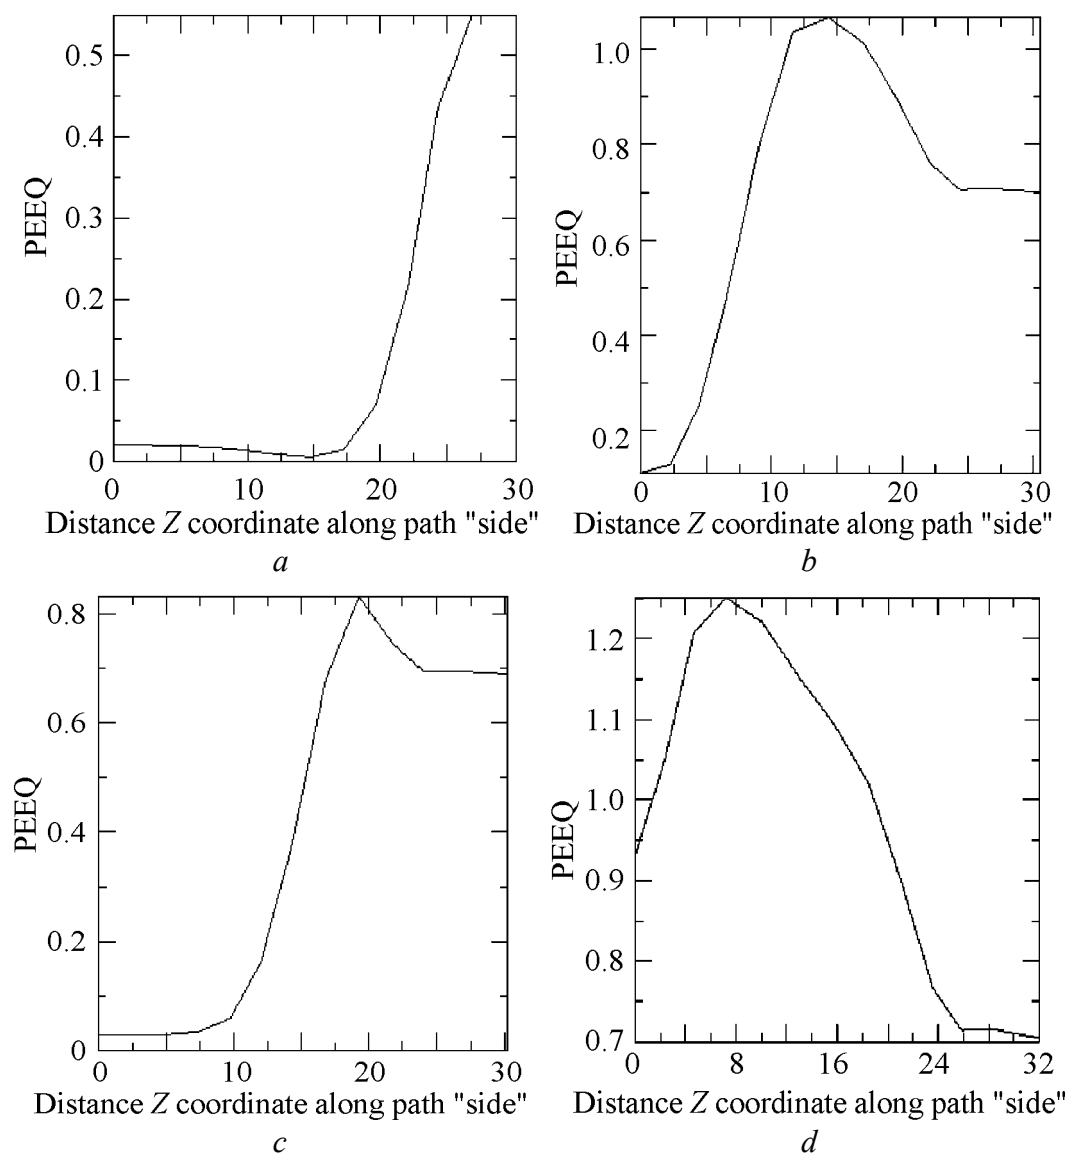 0.5
0.4
0.3
0.2
0.1
0
PEEQ
0 10 20 30
Distance Z coordinate along path "side"
a
1.0
0.8
0.6
0.4
0.2
PEEQ
0 10 20 30
Distance Z coordinate along path "side"
b
0.8
0.6
0.4
0.2
0
PEEQ
0 10 20 30
Distance Z coordinate along path "side"
c
1.2
1.1
1.0
0.9
0.8
0.7
PEEQ
0 8 16 24 32
Distance Z coordinate along path "side"
d